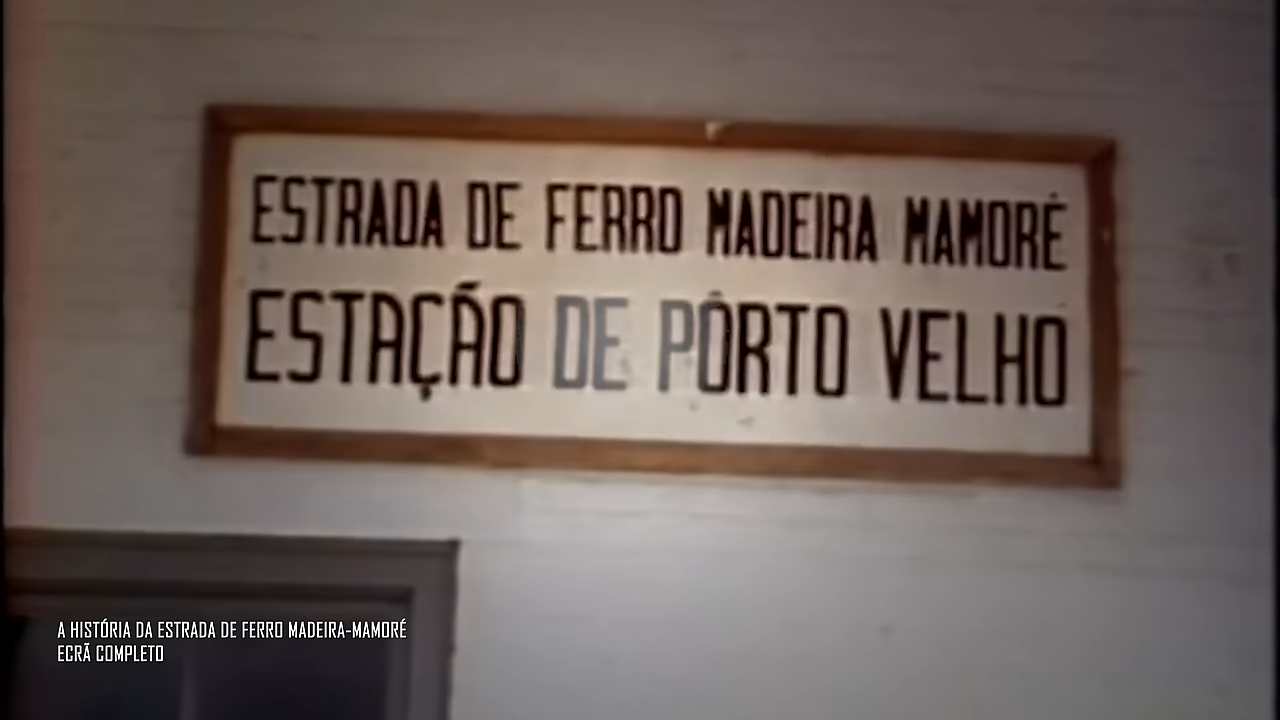 ESTRADA DE FERRO MADEIRA MAMORÉ
ESTAÇÃO DE PÔRTO VELHO
A HISTÓRIA DA ESTRADA DE FERRO MADEIRA-MAMORÉ
ECRÃ COMPLETO